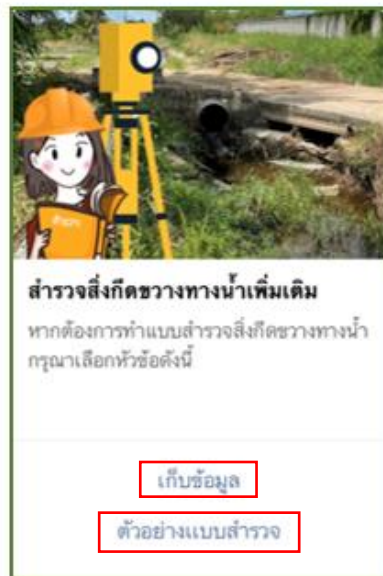 สำรวจสิ่งกีดขวางทางน้ำเพิ่มเติม
หากต้องการทำแบบสำรวจสิ่งกีดขวางทางน้ำ
กรุณาเลือกหัวข้อดังนี้
เก็บข้อมูล
ตัวอย่างแบบสำรวจ